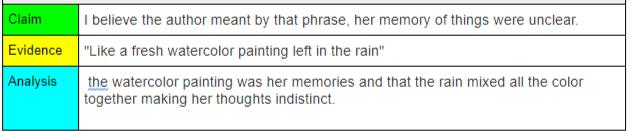 Claim I believe the author meant by that phrase, her memory of things were unclear.
Evidence "Like a fresh watercolor painting left in the rain"
Analysis the watercolor painting was her memories and that the rain mixed all the color
together making her thoughts indistinct.